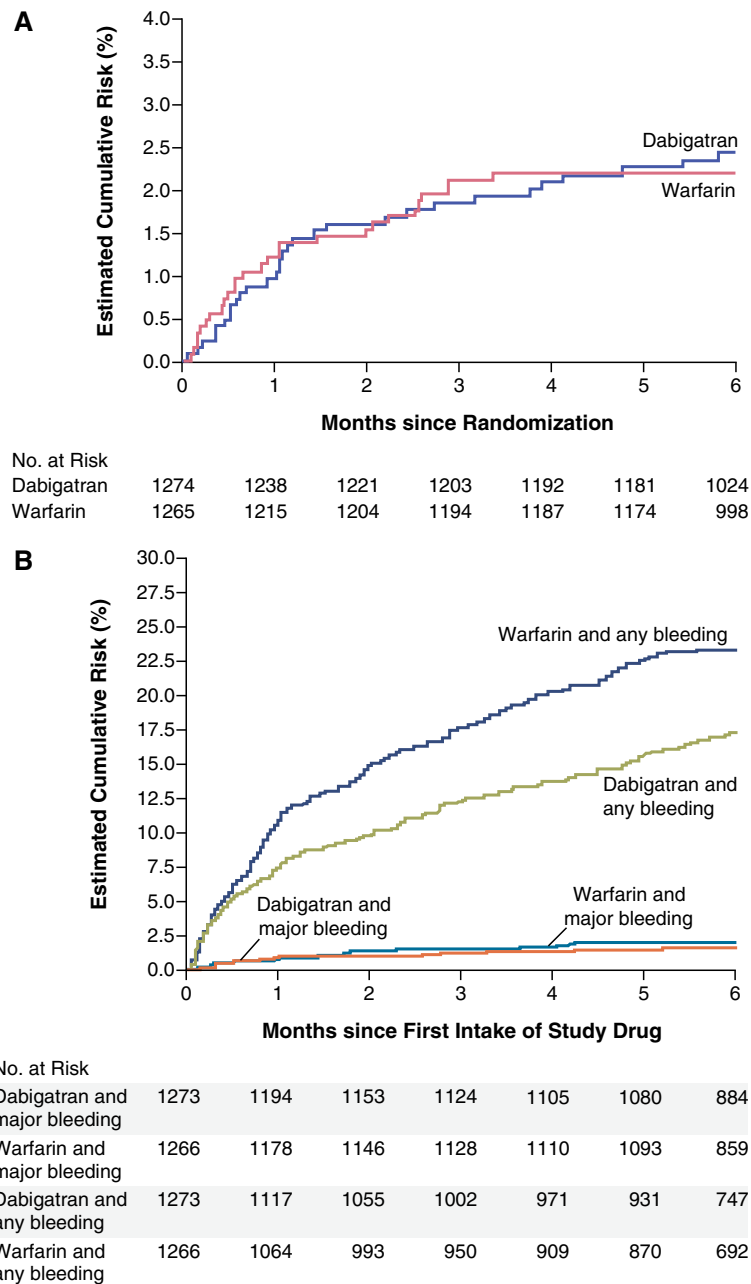 A
Estimated Cumulative Risk (%)
4.0
3.5
3.0
2.5
2.0
1.5
1.0
0.5
0.0
Dabigatran
Warfarin
0 1 2 3 4 5 6
Months since Randomization
No. at Risk
Dabigatran 1274 1238 1221 1203 1192 1181 1024
Warfarin 1265 1215 1204 1194 1187 1174 998
B
Estimated Cumulative Risk (%)
30.0
27.5
25.0
22.5
20.0
17.5
15.0
12.5
10.0
7.5
5.0
2.5
0.0
Warfarin and any bleeding
Dabigatran and
any bleeding
Dabigatran and
major bleeding
Warfarin and
major bleeding
0 1 2 3 4 5 6
Months since First Intake of Study Drug
No. at Risk
Dabigatran and 1273 1194 1153 1124 1105 1080 884
major bleeding
Warfarin and 1266 1178 1146 1128 1110 1093 859
major bleeding
Dabigatran and 1273 1117 1055 1002 971 931 747
any bleeding
Warfarin and 1266 1064 993 950 909 870 692
any bleeding